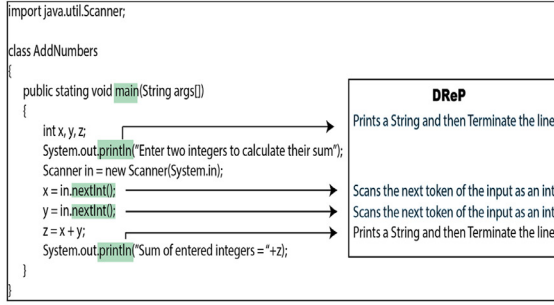 import java.util.Scanner;
class AddNumbers
{
public stating void main(String args[])
{
int x, y, z;
System.out.println("Enter two integers to calculate their sum");
Scanner in = new Scanner(System.in);
x = in.nextInt();
y = in.nextInt();
z = x + y;
System.out.println("Sum of entered integers = "+z);
}
}
DReP
Prints a String and then Terminate the line
Scans the next token of the input as an int
Scans the next token of the input as an int
Prints a String and then Terminate the line